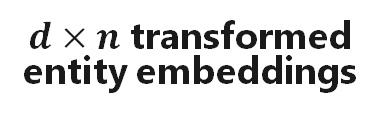 d × n transformed
entity embeddings